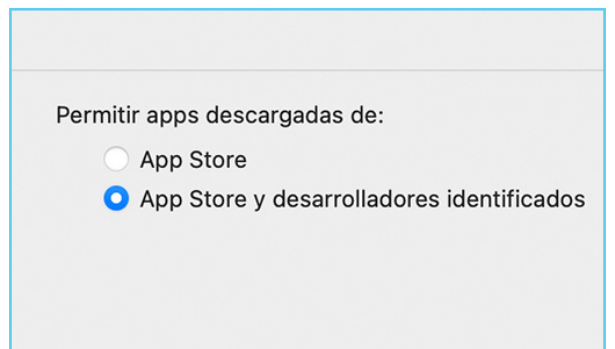 Permitir apps descargadas de:
App Store
App Store y desarrolladores identificados